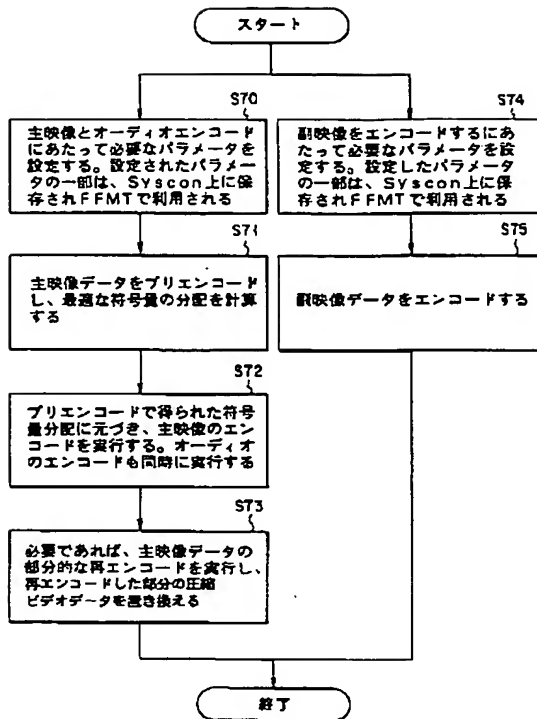 スタート
S70
主映像とオーディオエンコード
にあたって必要なパラメータを
設定する。設定されたパラメー
タの一部は、Syscon上に保
存されFFMTで利用される
S71
主映像データをプリエンコード
し、最適な符号量の分配を計算
する
S72
プリエンコードで得られた符号
量分配に元づき、主映像のエン
コードを実行する。オーディオ
のエンコードも同時に実行する
S73
必要であれば、主映像データの
部分的な再エンコードを実行し、
再エンコードした部分の圧縮
ビデオデータを置き換える
S74
副映像をエンコードするにあ
たって必要なパラメータを設
定する。設定したパラメータ
の一部は、Syscon上に保
存されFFMTで利用される
S75
副映像データをエンコードする
終了